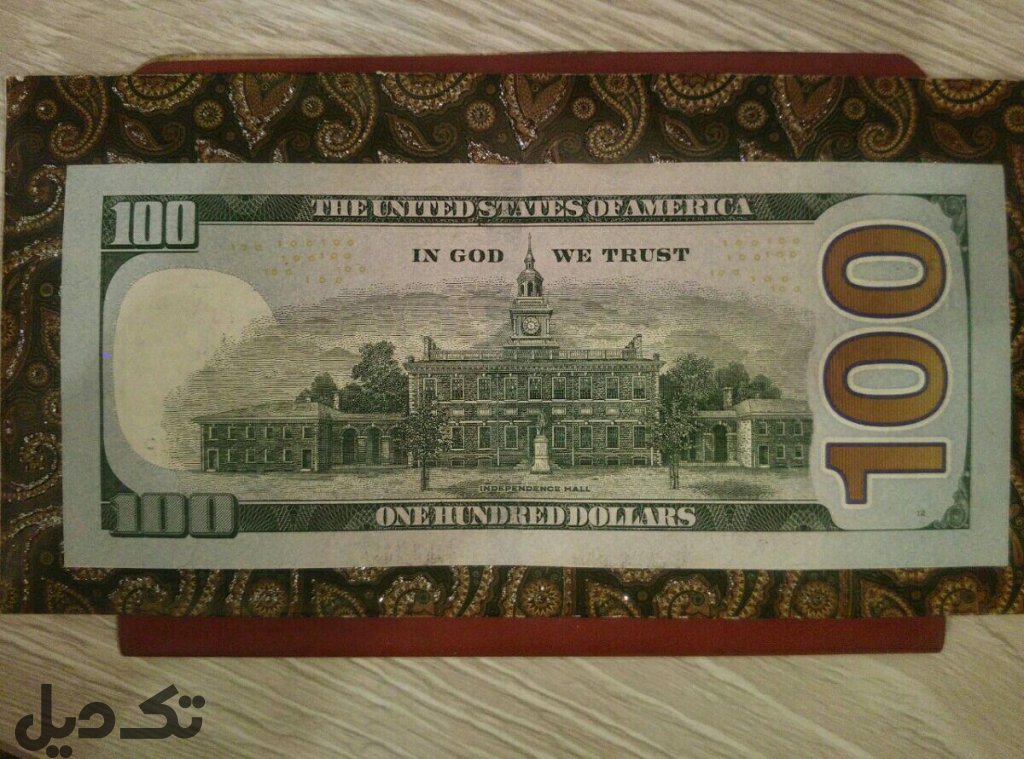 100
THE UNITED STATES OF AMERICA
IN GOD WE TRUST
100
INDEPENDENCE HALL
100
ONE HUNDRED DOLLARS
12
تک دیل